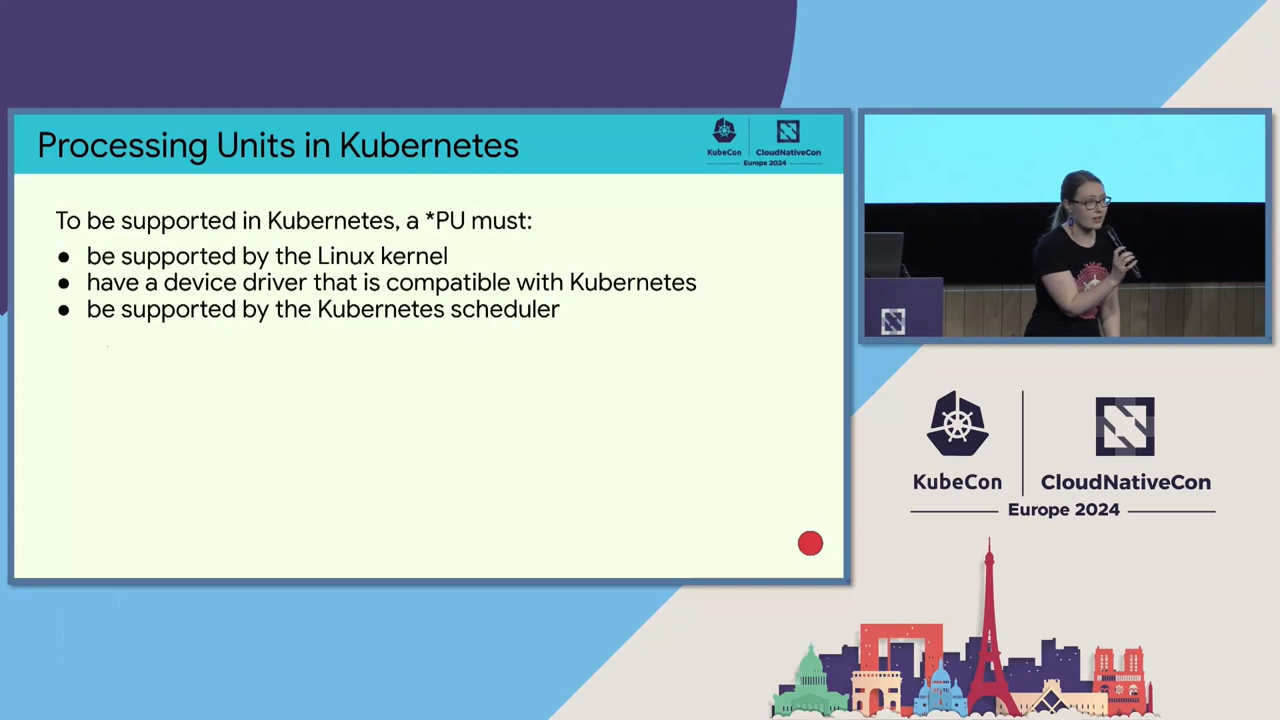 Processing Units in Kubernetes
KubeCon
CloudNativeCon
Europe 2024
To be supported in Kubernetes, a *PU must:
● be supported by the Linux kernel
● have a device driver that is compatible with Kubernetes
● be supported by the Kubernetes scheduler
KubeCon
CloudNativeCon
Europe 2024